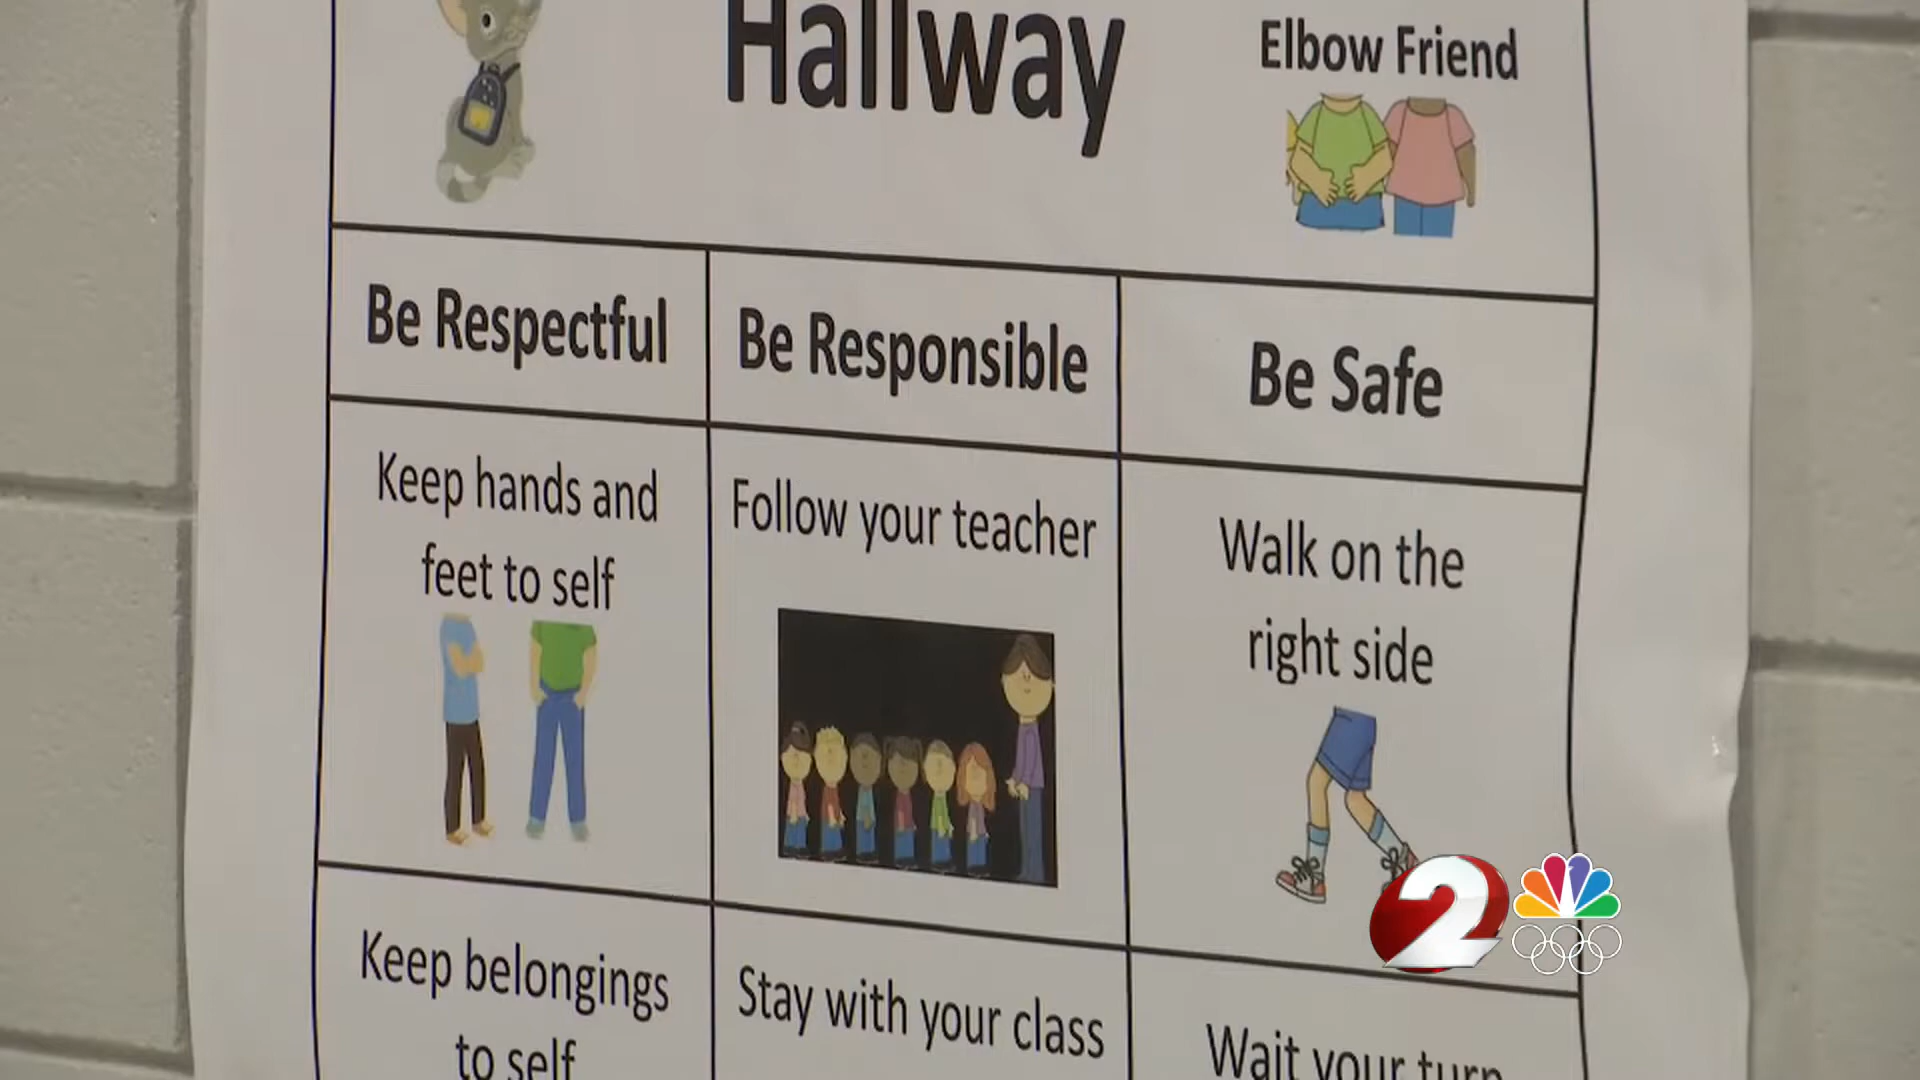 Hallway
Elbow Friend
Be Respectful
Be Responsible
Be Safe
Keep hands and
feet to self
Follow your teacher
Walk on the
right side
Keep belongings
to self
Stay with your class
Wait your turn
2